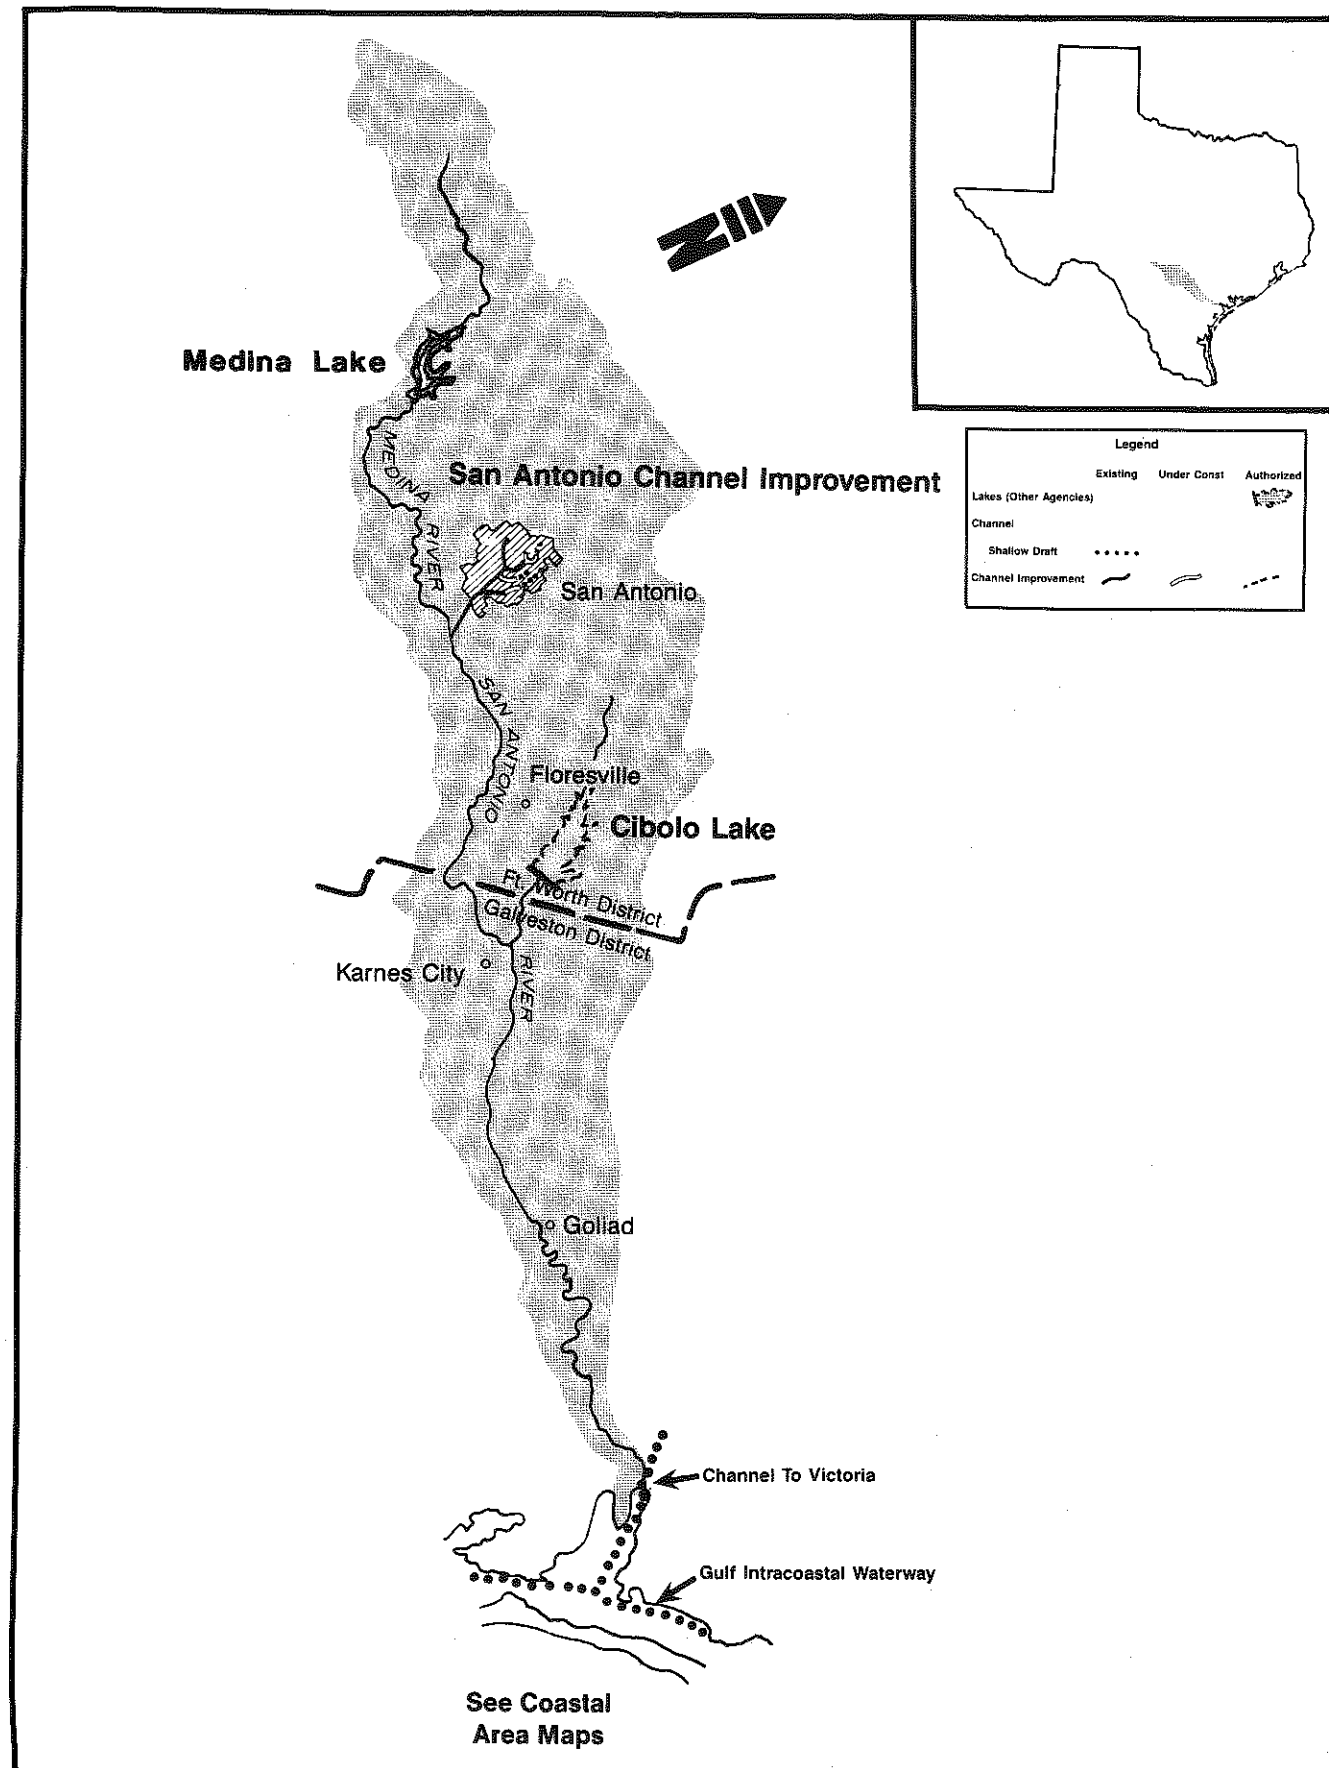 N
Medina Lake
MEDINA RIVER
San Antonio Channel Improvement
San Antonio
SAN ANTONIO
Floresville
Cibolo Lake
Ft. Worth District
Galveston District
Karnes City
RIVER
Goliad
Channel To Victoria
Gulf Intracoastal Waterway
See Coastal
Area Maps
Legend
Existing Under Const Authorized
Lakes (Other Agencies)
Channel
Shallow Draft
Channel Improvement